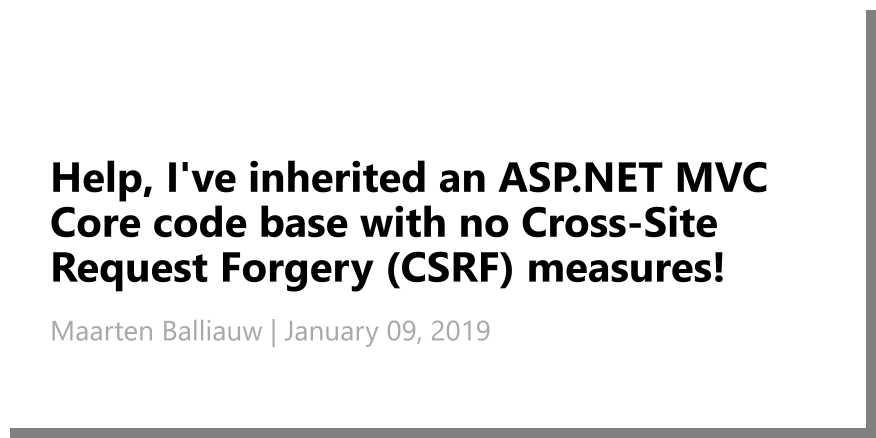 Help, I've inherited an ASP.NET MVC
Core code base with no Cross-Site
Request Forgery (CSRF) measures!
Maarten Balliauw | January 09, 2019